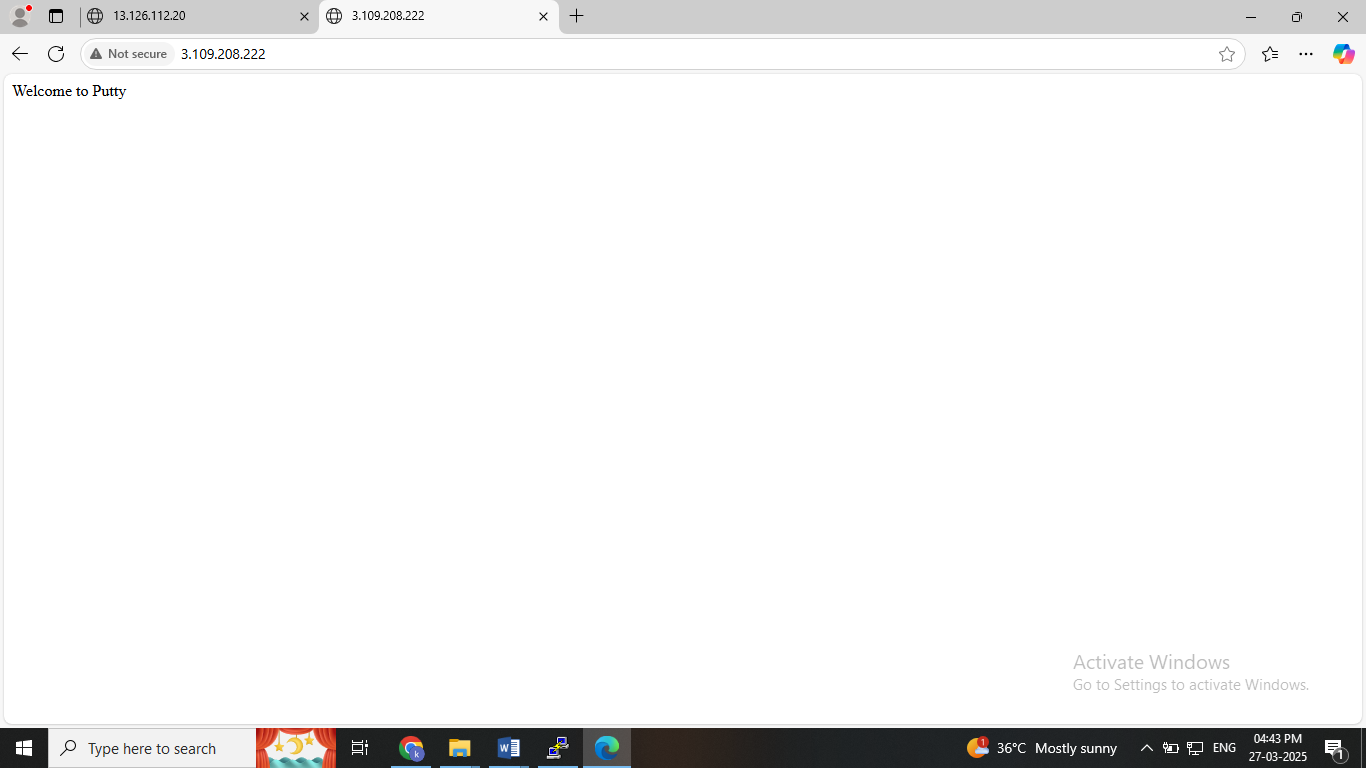 13.126.112.20
3.109.208.222
Not secure
3.109.208.222
Welcome to Putty
Activate Windows
Go to Settings to activate Windows.
Type here to search
k
W
1
36°C Mostly sunny
ENG
04:43 PM
27-03-2025
1